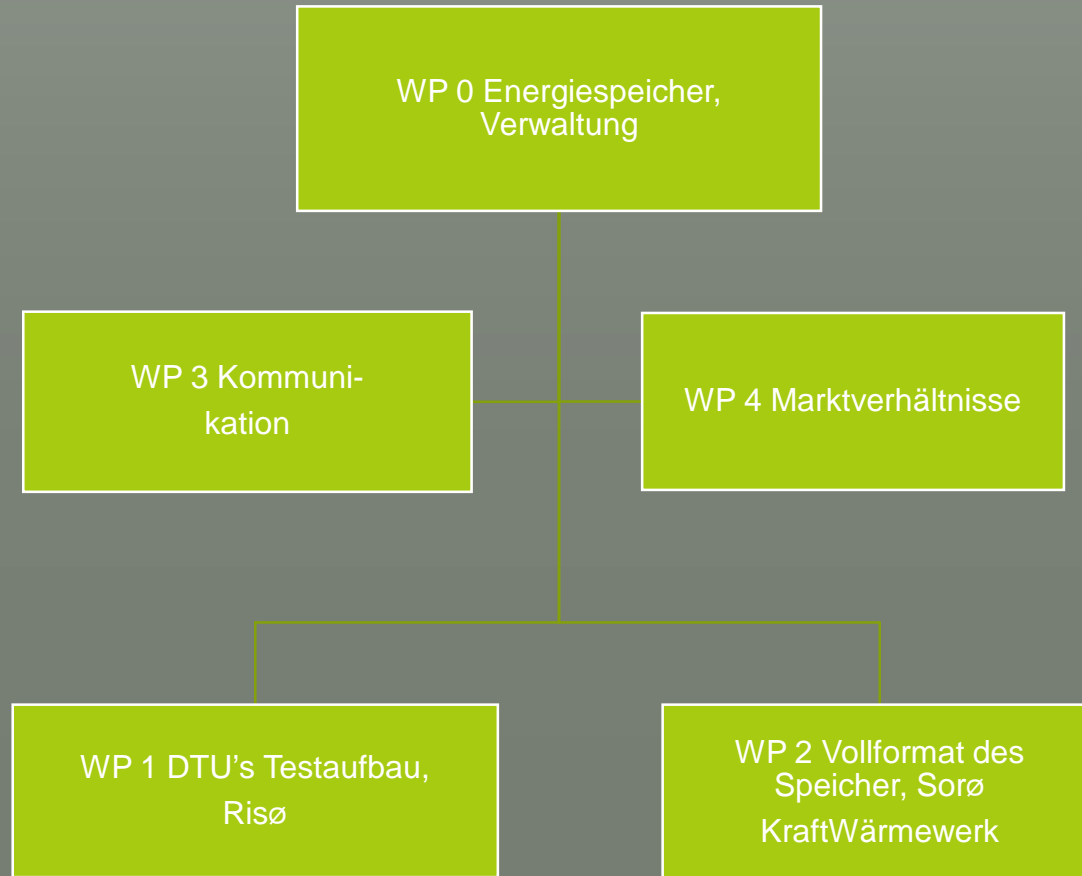 WP 0 Energiespeicher,
Verwaltung
WP 3 Kommuni-
kation
WP 4 Marktverhältnisse
WP 1 DTU’s Testaufbau,
Risø
WP 2 Vollformat des
Speicher, Sorø
KraftWärmewerk